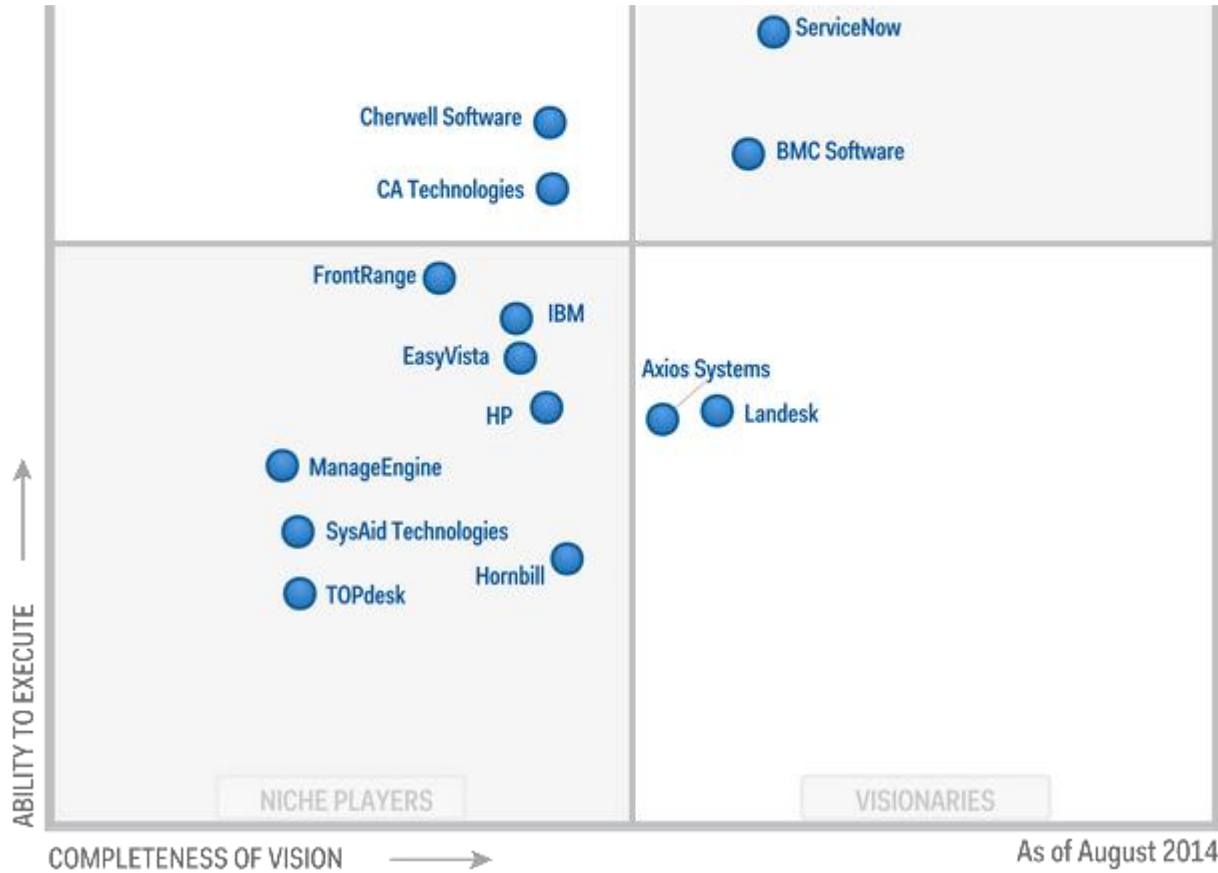 ServiceNow
Cherwell Software
BMC Software
CA Technologies
FrontRange
IBM
EasyVista
Axios Systems
HP
Landesk
ManageEngine
SysAid Technologies
Hornbill
TOPdesk
ABILITY TO EXECUTE
NICHE PLAYERS
VISIONARIES
COMPLETENESS OF VISION
As of August 2014